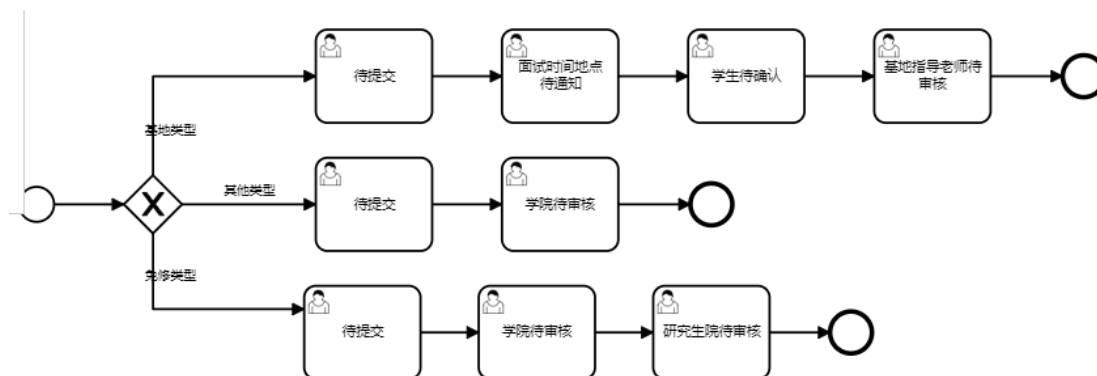 待提交
面试时间地点
待通知
学生待确认
基地指导老师待
审核
基地类型
其他类型
待提交
学院待审核
免修类型
待提交
学院待审核
研究生院待审核